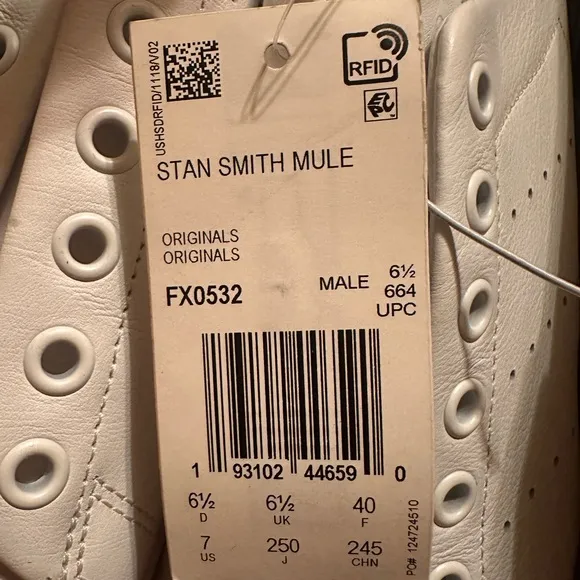 USHSDRFID/1118/V02
RFID
EPC
STAN SMITH MULE
ORIGINALS
ORIGINALS
FX0532
MALE 6½
664
UPC
1 93102 44659 0
6½ 6½ 40
D UK F
7 250 245
US J CHN
PO# 124724510